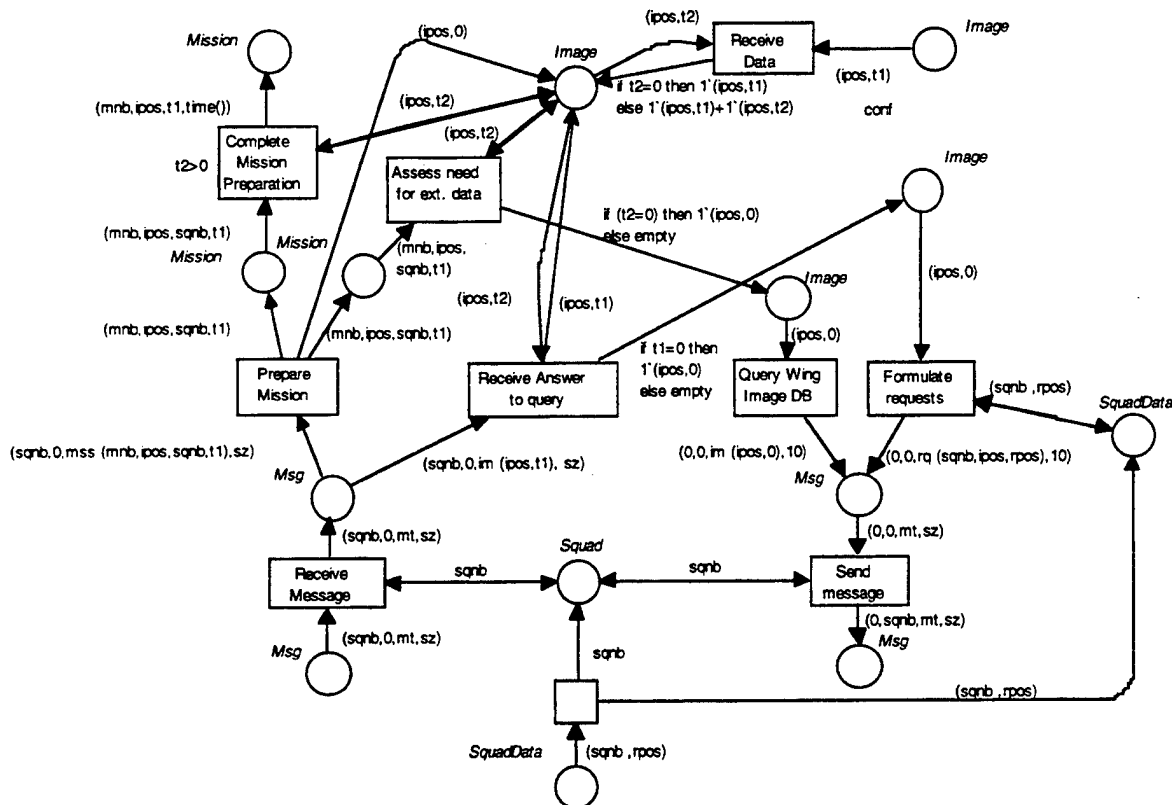 Mission
(ipos,0)
Image
(ipos,t2)
Receive
Data
Image
(ipos,t1)
conf
if t2=0 then 1`(ipos,t1)
else 1`(ipos,t1)+1`(ipos,t2)
(mnb,ipos,t1,time())
(ipos,t2)
(ipos,t2)
Complete
Mission
Preparation
t2>0
Assess need
for ext. data
Image
(mnb,ipos,sqnb,t1)
Mission
Mission
(mnb,ipos,
sqnb,t1)
if (t2=0) then 1`(ipos,0)
else empty
Image
(ipos,0)
(ipos,t2)
(ipos,t1)
(mnb,ipos,sqnb,t1)
(mnb,ipos,sqnb,t1)
(ipos,0)
if t1=0 then
1`(ipos,0)
else empty
Prepare
Mission
Receive Answer
to query
Query Wing
Image DB
Formulate
requests
(sqnb ,rpos)
SquadData
(sqnb,0,mss (mnb,ipos,sqnb,t1),sz)
Msg
(sqnb,0,im (ipos,t1), sz)
(0,0,im (ipos,0),10)
(0,0,rq (sqnb,ipos,rpos),10)
Msg
(sqnb,0,mt,sz)
Squad
(0,0,mt,sz)
Receive
Message
sqnb
sqnb
Send
message
Msg
(sqnb,0,mt,sz)
(0,sqnb,mt,sz)
Msg
sqnb
(sqnb ,rpos)
SquadData
(sqnb ,rpos)